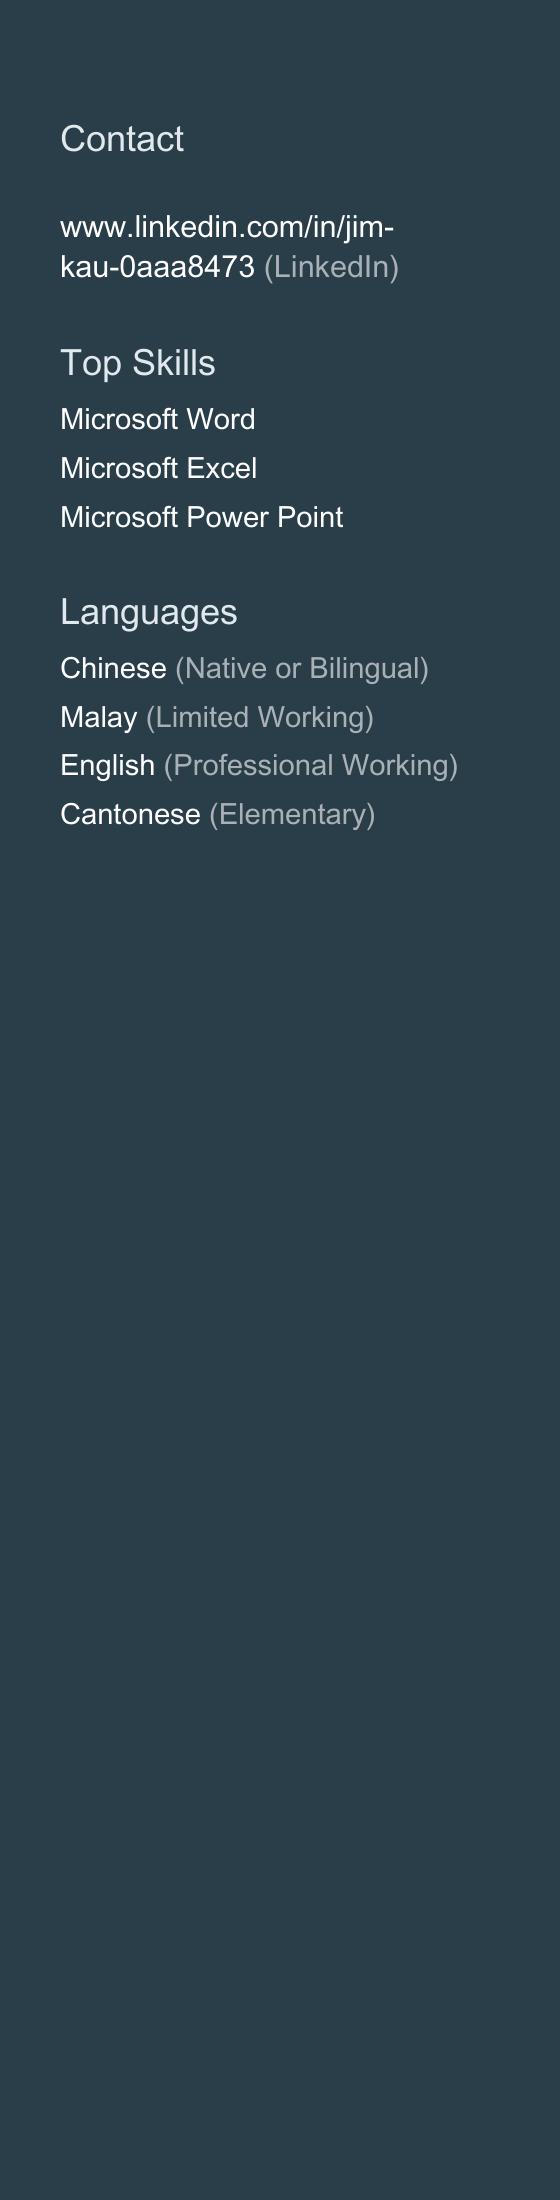 Contact
www.linkedin.com/in/jim-
kau-0aaa8473 (LinkedIn)
Top Skills
Microsoft Word
Microsoft Excel
Microsoft Power Point
Languages
Chinese (Native or Bilingual)
Malay (Limited Working)
English (Professional Working)
Cantonese (Elementary)